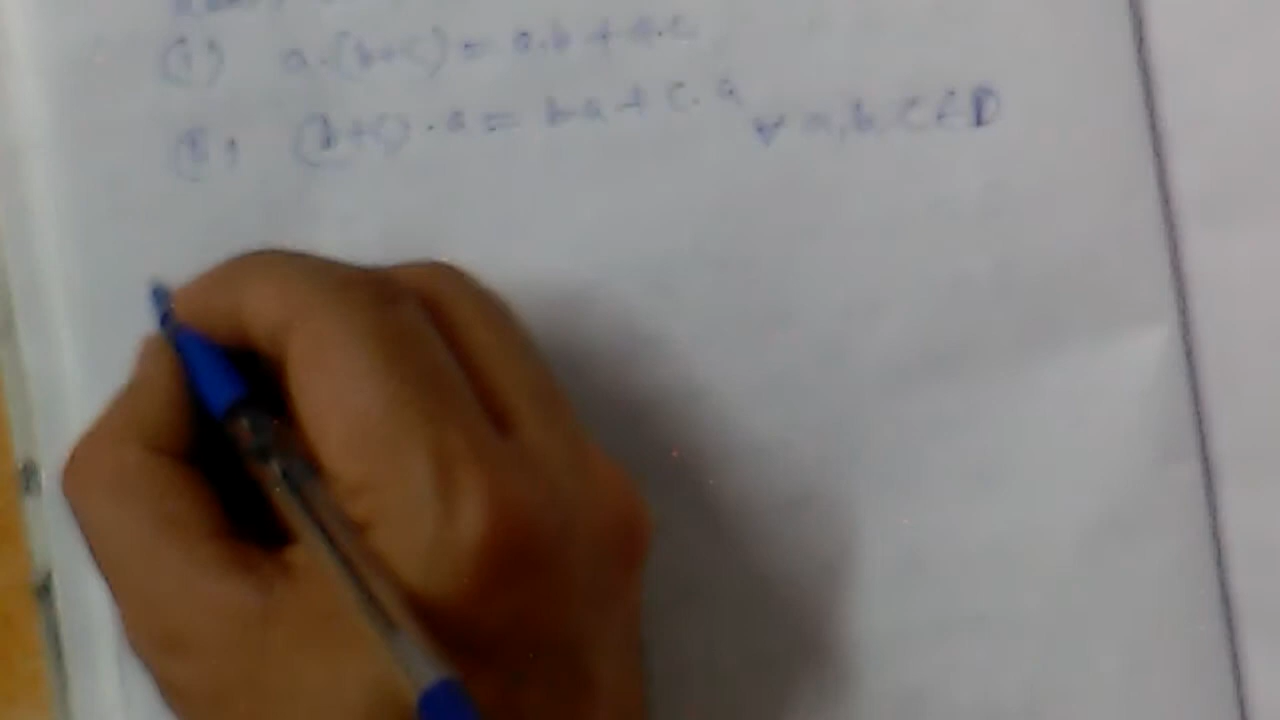 (i) a.(b+c) = a.b + a.c
(ii) (b+c).a = b.a + c.a ∀ a,b,c ∈ D